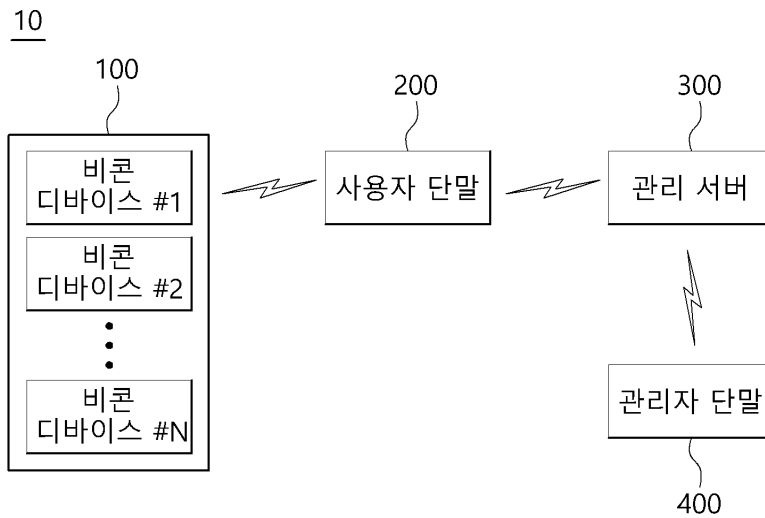 10
100
200
300
비콘
디바이스 #1
사용자 단말
관리 서버
비콘
디바이스 #2
비콘
디바이스 #N
관리자 단말
400